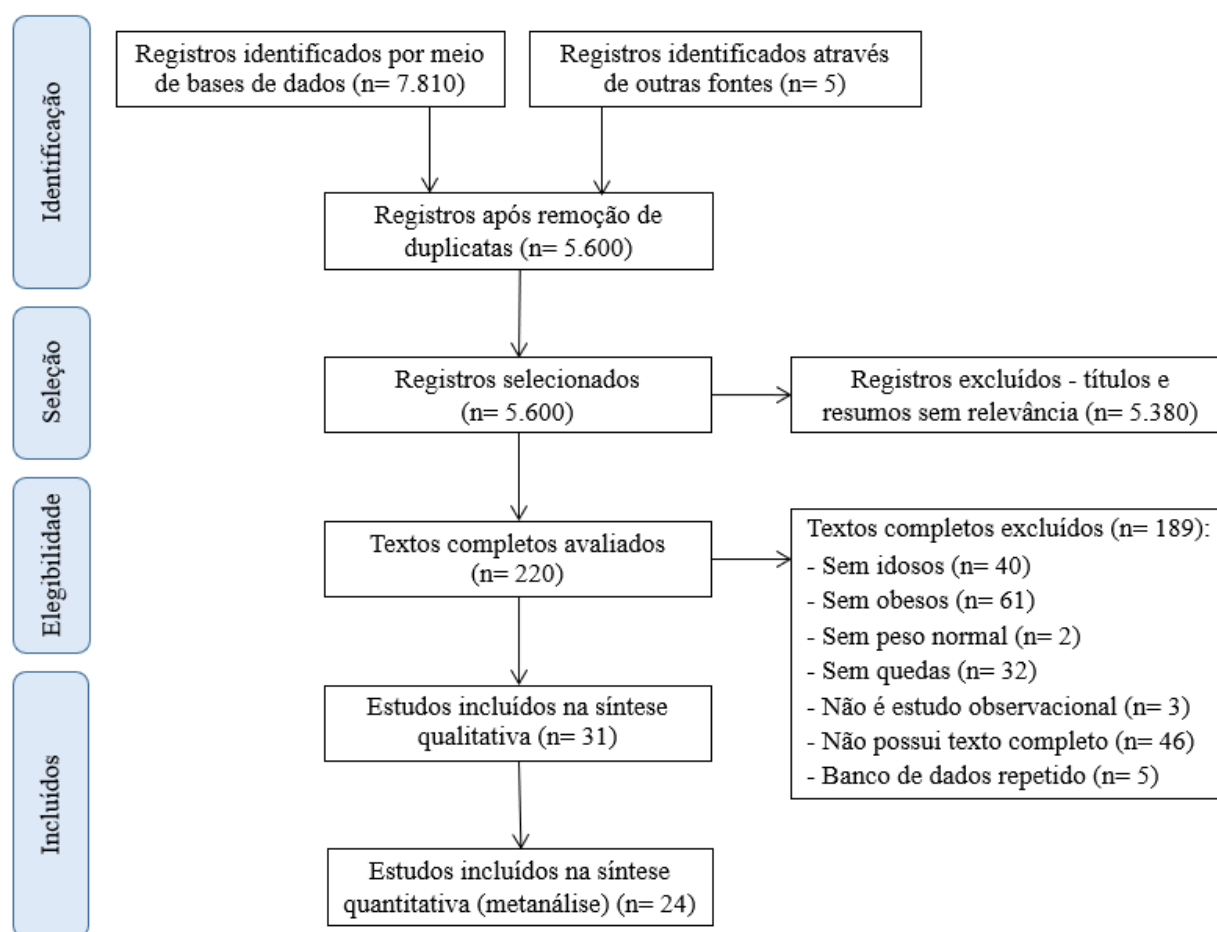 Identificação
Registros identificados por meio
de bases de dados (n= 7.810)
Registros identificados através
de outras fontes (n= 5)
Registros após remoção de
duplicatas (n= 5.600)
Seleção
Registros selecionados
(n= 5.600)
Registros excluídos - títulos e
resumos sem relevância (n= 5.380)
Elegibilidade
Textos completos avaliados
(n= 220)
Textos completos excluídos (n= 189):
- Sem idosos (n= 40)
- Sem obesos (n= 61)
- Sem peso normal (n= 2)
- Sem quedas (n= 32)
- Não é estudo observacional (n= 3)
- Não possui texto completo (n= 46)
- Banco de dados repetido (n= 5)
Incluídos
Estudos incluídos na síntese
qualitativa (n= 31)
Estudos incluídos na síntese
quantitativa (metanálise) (n= 24)